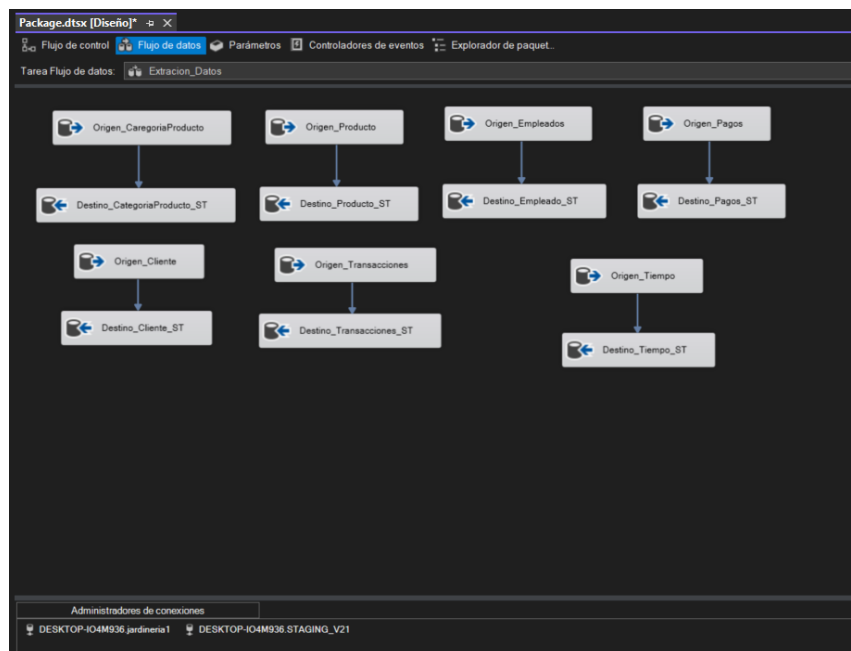 Package.dtsx [Diseño]*
Flujo de control Flujo de datos Parámetros Controladores de eventos Explorador de paquet...
Tarea Flujo de datos: Extracion_Datos
Origen_CaregoriaProducto Origen_Producto Origen_Empleados Origen_Pagos
Destino_CategoriaProducto_ST Destino_Producto_ST Destino_Empleado_ST Destino_Pagos_ST
Origen_Cliente Origen_Transacciones Origen_Tiempo
Destino_Cliente_ST Destino_Transacciones_ST Destino_Tiempo_ST
Administradores de conexiones
DESKTOP-IO4M936.jardineria1 DESKTOP-IO4M936.STAGING_V21